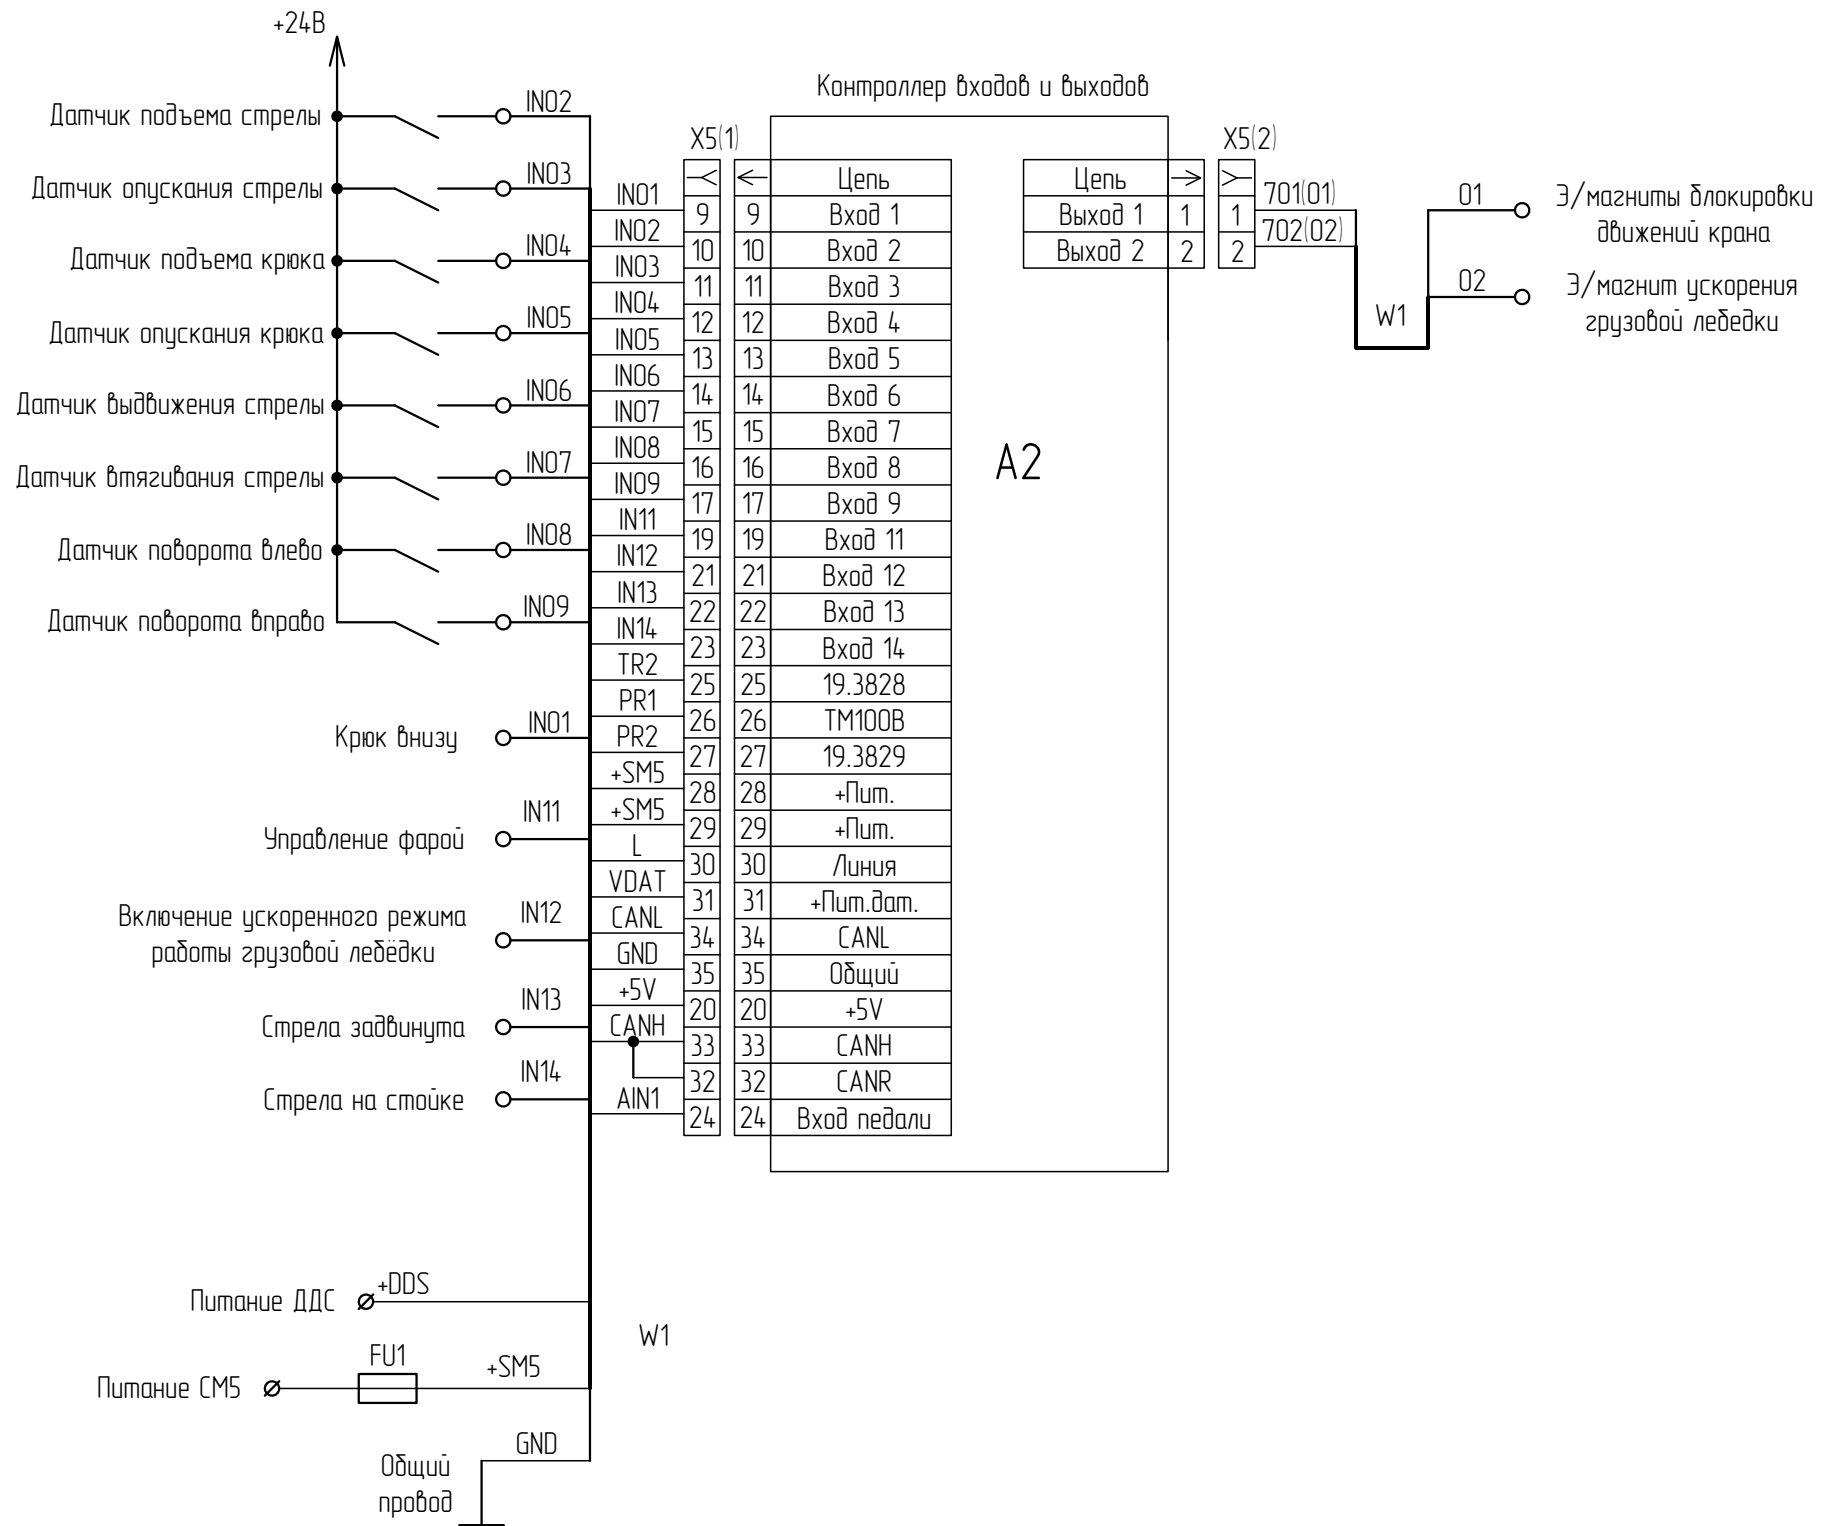 +24В
Датчик подъема стрелы
IN02
Датчик опускания стрелы
IN03
Датчик подъема крюка
IN04
Датчик опускания крюка
IN05
Датчик выдвижения стрелы
IN06
Датчик втягивания стрелы
IN07
Датчик поворота влево
IN08
Датчик поворота вправо
IN09
Крюк внизу
IN01
Управление фарой
IN11
Включение ускоренного режима
работы грузовой лебёдки
IN12
Стрела задвинута
IN13
Стрела на стойке
IN14
Питание ДДС
+DDS
Питание СМ5
FU1
+SM5
Общий
провод
GND
W1
Контроллер входов и выходов
A2
X5(1)
Цепь
IN01 9 9 Вход 1
IN02 10 10 Вход 2
IN03 11 11 Вход 3
IN04 12 12 Вход 4
IN05 13 13 Вход 5
IN06 14 14 Вход 6
IN07 15 15 Вход 7
IN08 16 16 Вход 8
IN09 17 17 Вход 9
IN11 19 19 Вход 11
IN12 21 21 Вход 12
IN13 22 22 Вход 13
IN14 23 23 Вход 14
TR2 25 25 19.3828
PR1 26 26 ТМ100В
PR2 27 27 19.3829
+SM5 28 28 +Пит.
+SM5 29 29 +Пит.
L 30 30 Линия
VDAT 31 31 +Пит.дат.
CANL 34 34 CANL
GND 35 35 Общий
+5V 20 20 +5V
CANH 33 33 CANH
32 32 CANR
AIN1 24 24 Вход педали
X5(2)
Цепь
Выход 1 1 1 701(01)
Выход 2 2 2 702(02)
W1
01
Э/магниты блокировки
движений крана
02
Э/магнит ускорения
грузовой лебедки